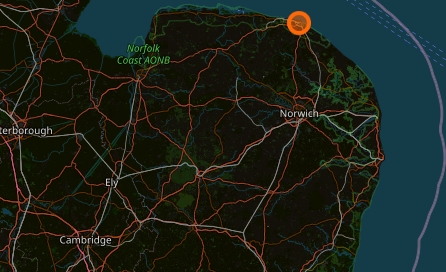 Norfolk
Coast AONB
Norwich
terborough
Ely
Cambridge